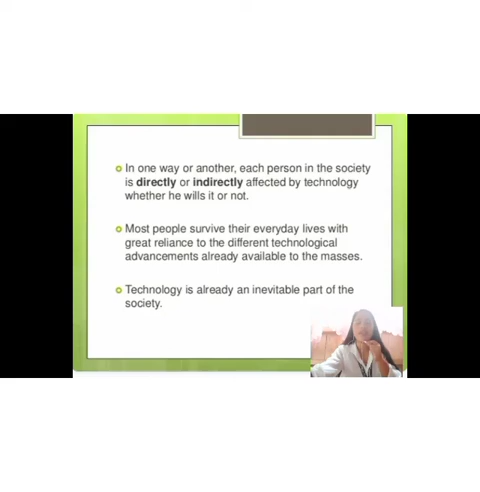 In one way or another, each person in the society
is directly or indirectly affected by technology
whether he wills it or not.
Most people survive their everyday lives with
great reliance to the different technological
advancements already available to the masses.
Technology is already an inevitable part of the
society.